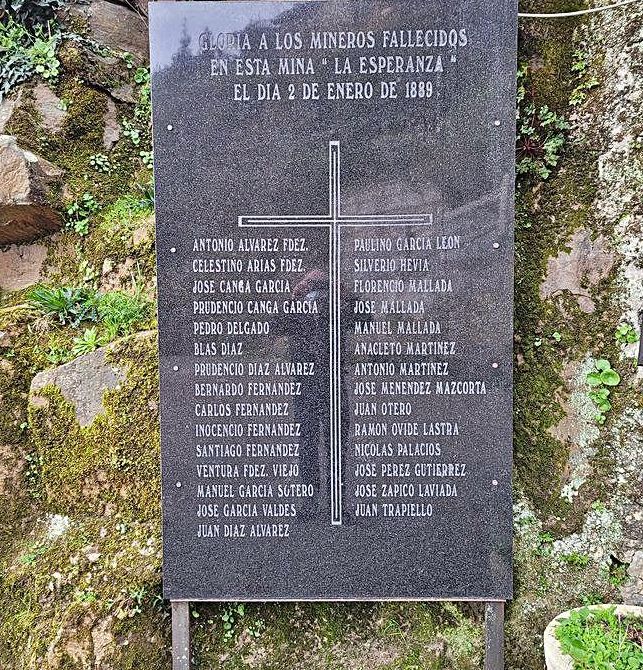 GLORIA A LOS MINEROS FALLECIDOS
EN ESTA MINA " LA ESPERANZA "
EL DIA 2 DE ENERO DE 1889.
ANTONIO ALVAREZ FDEZ.
CELESTINO ARIAS FDEZ.
JOSE CANGA GARCIA
PRUDENCIO CANGA GARCIA
PEDRO DELGADO
BLAS DIAZ
PRUDENCIO DIAZ ALVAREZ
BERNARDO FERNANDEZ
CARLOS FERNANDEZ
INOCENCIO FERNANDEZ
SANTIAGO FERNANDEZ
VENTURA FDEZ. VIEJO
MANUEL GARCIA SOTERO
JOSE GARCIA VALDES
JUAN DIAZ ALVAREZ
PAULINO GARCIA LEON
SILVERIO HEVIA
FLORENCIO MALLADA
JOSE MALLADA
MANUEL MALLADA
ANACLETO MARTINEZ
ANTONIO MARTINEZ
JOSE MENENDEZ MAZCORTA
JUAN OTERO
RAMON OVIDE LASTRA
NICOLAS PALACIOS
JOSE PEREZ GUTIERREZ
JOSE ZAPICO LAVIADA
JUAN TRAPIELLO